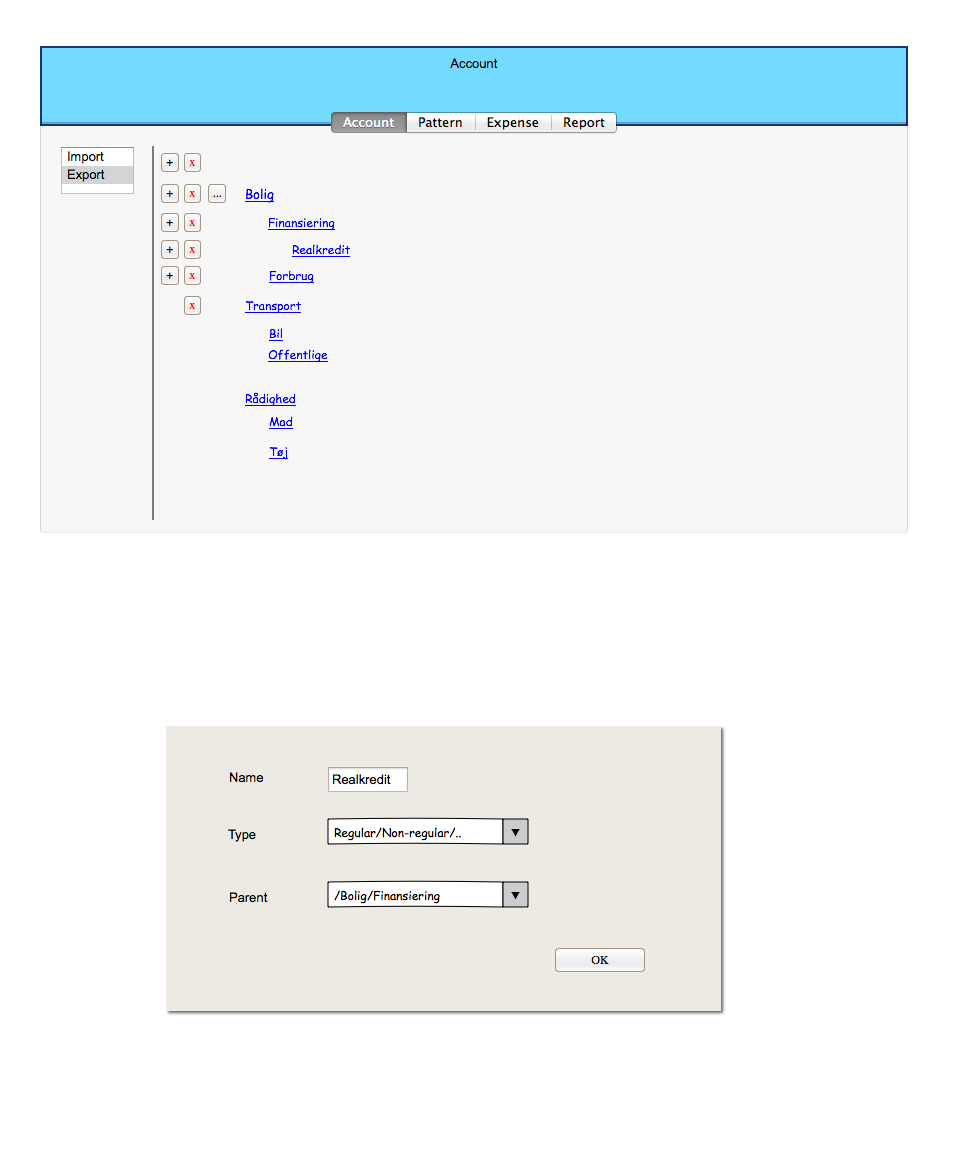 Account
Account Pattern Expense Report
Import
Export
+ x
+ x ... Bolig
+ x Finansiering
+ x Realkredit
+ x Forbrug
x Transport
Bil
Offentlige
Rådighed
Mad
Tøj
Name Realkredit
Type Regular/Non-regular/..
Parent /Bolig/Finansiering
OK